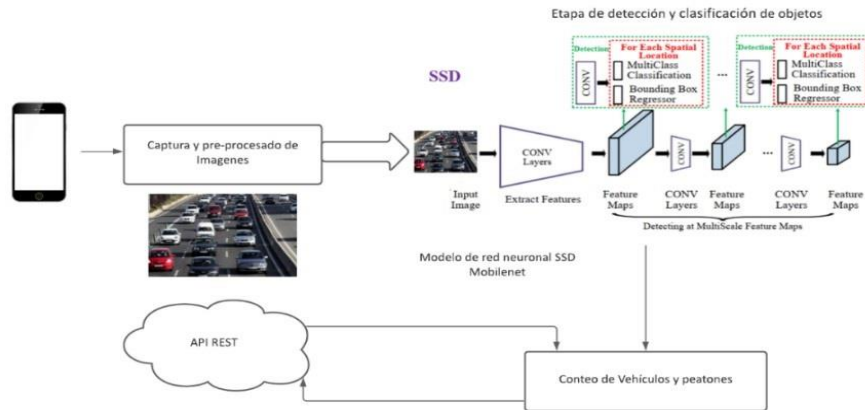 Etapa de detección y clasificación de objetos
SSD
Captura y pre-procesado de
Imagenes
Detection
For Each Spatial
Location
CONV
MultiClass
Classification
Bounding Box
Regressor
...
Detection
For Each Spatial
Location
CONV
MultiClass
Classification
Bounding Box
Regressor
CONV
Layers
CONV
...
CONV
Input
Image
Extract Features
Feature
Maps
CONV
Layers
Feature
Maps
CONV
Layers
Feature
Maps
Detecting at MultiScale Feature Maps
Modelo de red neuronal SSD
Mobilenet
API REST
Conteo de Vehículos y peatones